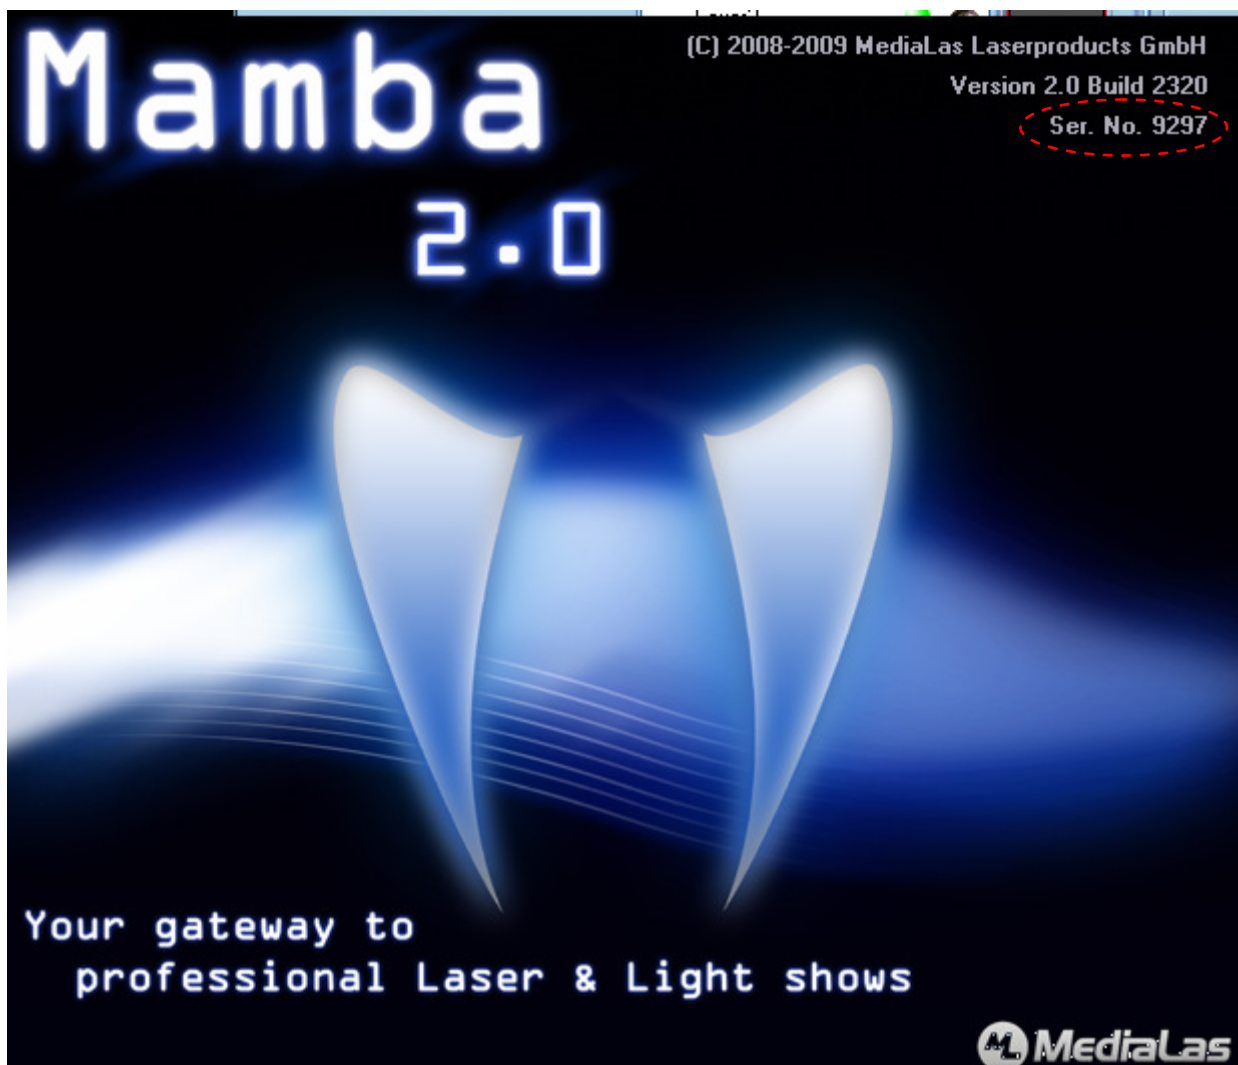 Mamba
2.0
(C) 2008-2009 MediaLas Laserproducts GmbH
Version 2.0 Build 2320
Ser. No. 9297
Your gateway to
professional Laser & Light shows
ML MediaLas